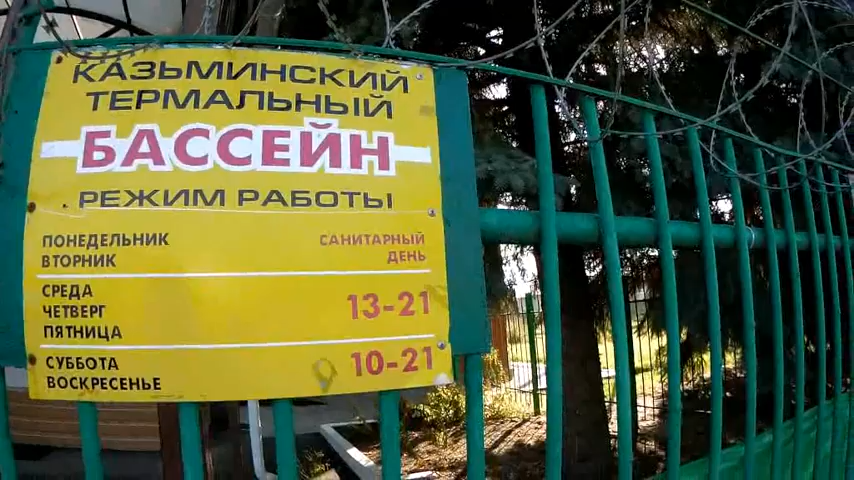 КАЗЬМИНСКИЙ
ТЕРМАЛЬНЫЙ
БАССЕЙН
РЕЖИМ РАБОТЫ
ПОНЕДЕЛЬНИК
ВТОРНИК
САНИТАРНЫЙ
ДЕНЬ
СРЕДА
ЧЕТВЕРГ
ПЯТНИЦА
13-21
СУББОТА
ВОСКРЕСЕНЬЕ
10-21